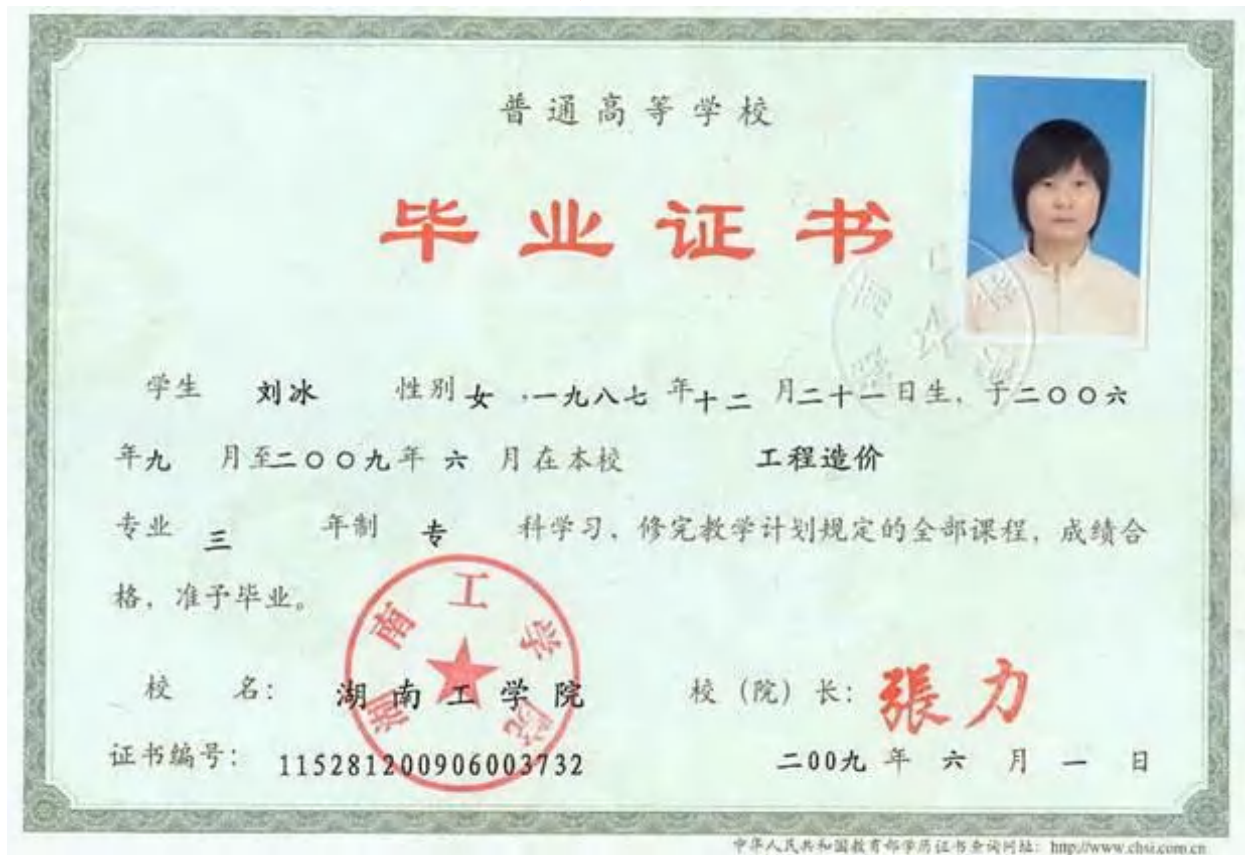 普通高等学校
毕业证书
学生 刘冰 性别 女 ,一九八七 年 十二 月 二十一 日生, 于 二〇〇六
年 九 月至 二〇〇九 年 六 月在本校 工程造价
专业 三 年制 专 科学习, 修完教学计划规定的全部课程, 成绩合
格, 准予毕业。
校 名: 湖南工学院 校 (院) 长: 張力
湖南工学院
证书编号: 115281200906003732 二00九 年 六 月 一 日
中华人民共和国教育部学历证书查询网址: http://www.chsi.com.cn